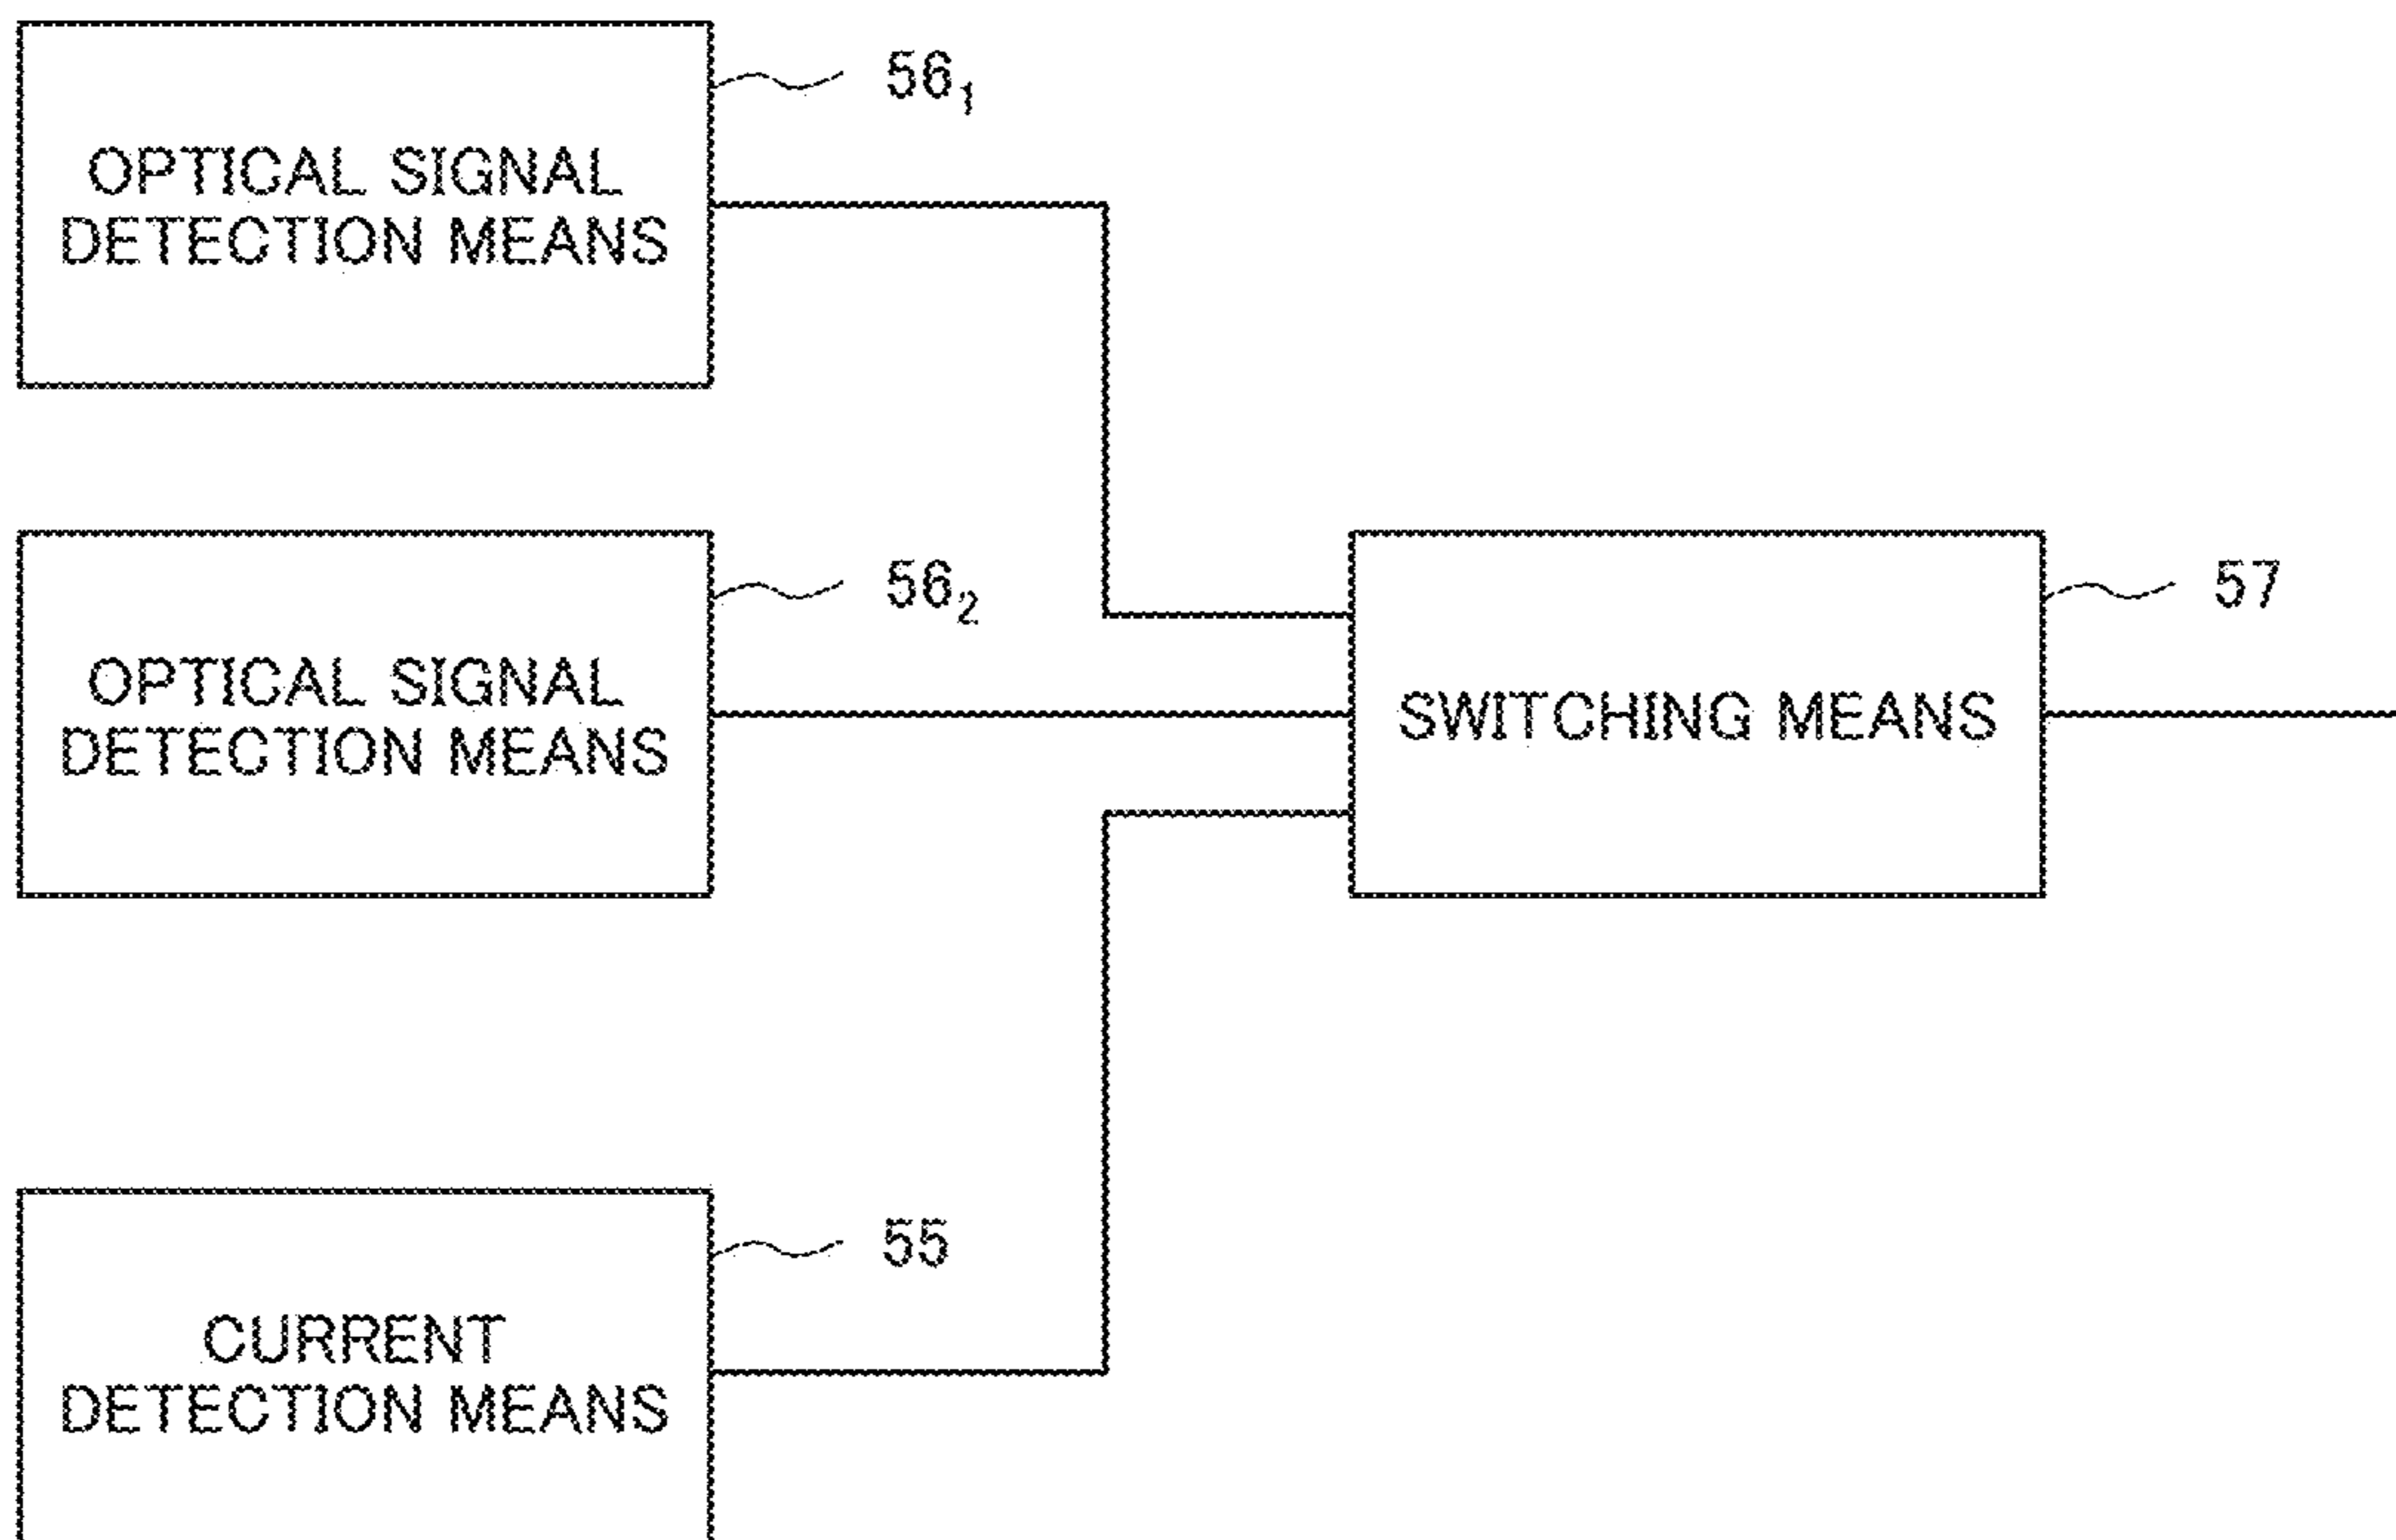 56₁
OPTICAL SIGNAL
DETECTION MEANS
56₂
OPTICAL SIGNAL
DETECTION MEANS
57
SWITCHING MEANS
55
CURRENT
DETECTION MEANS